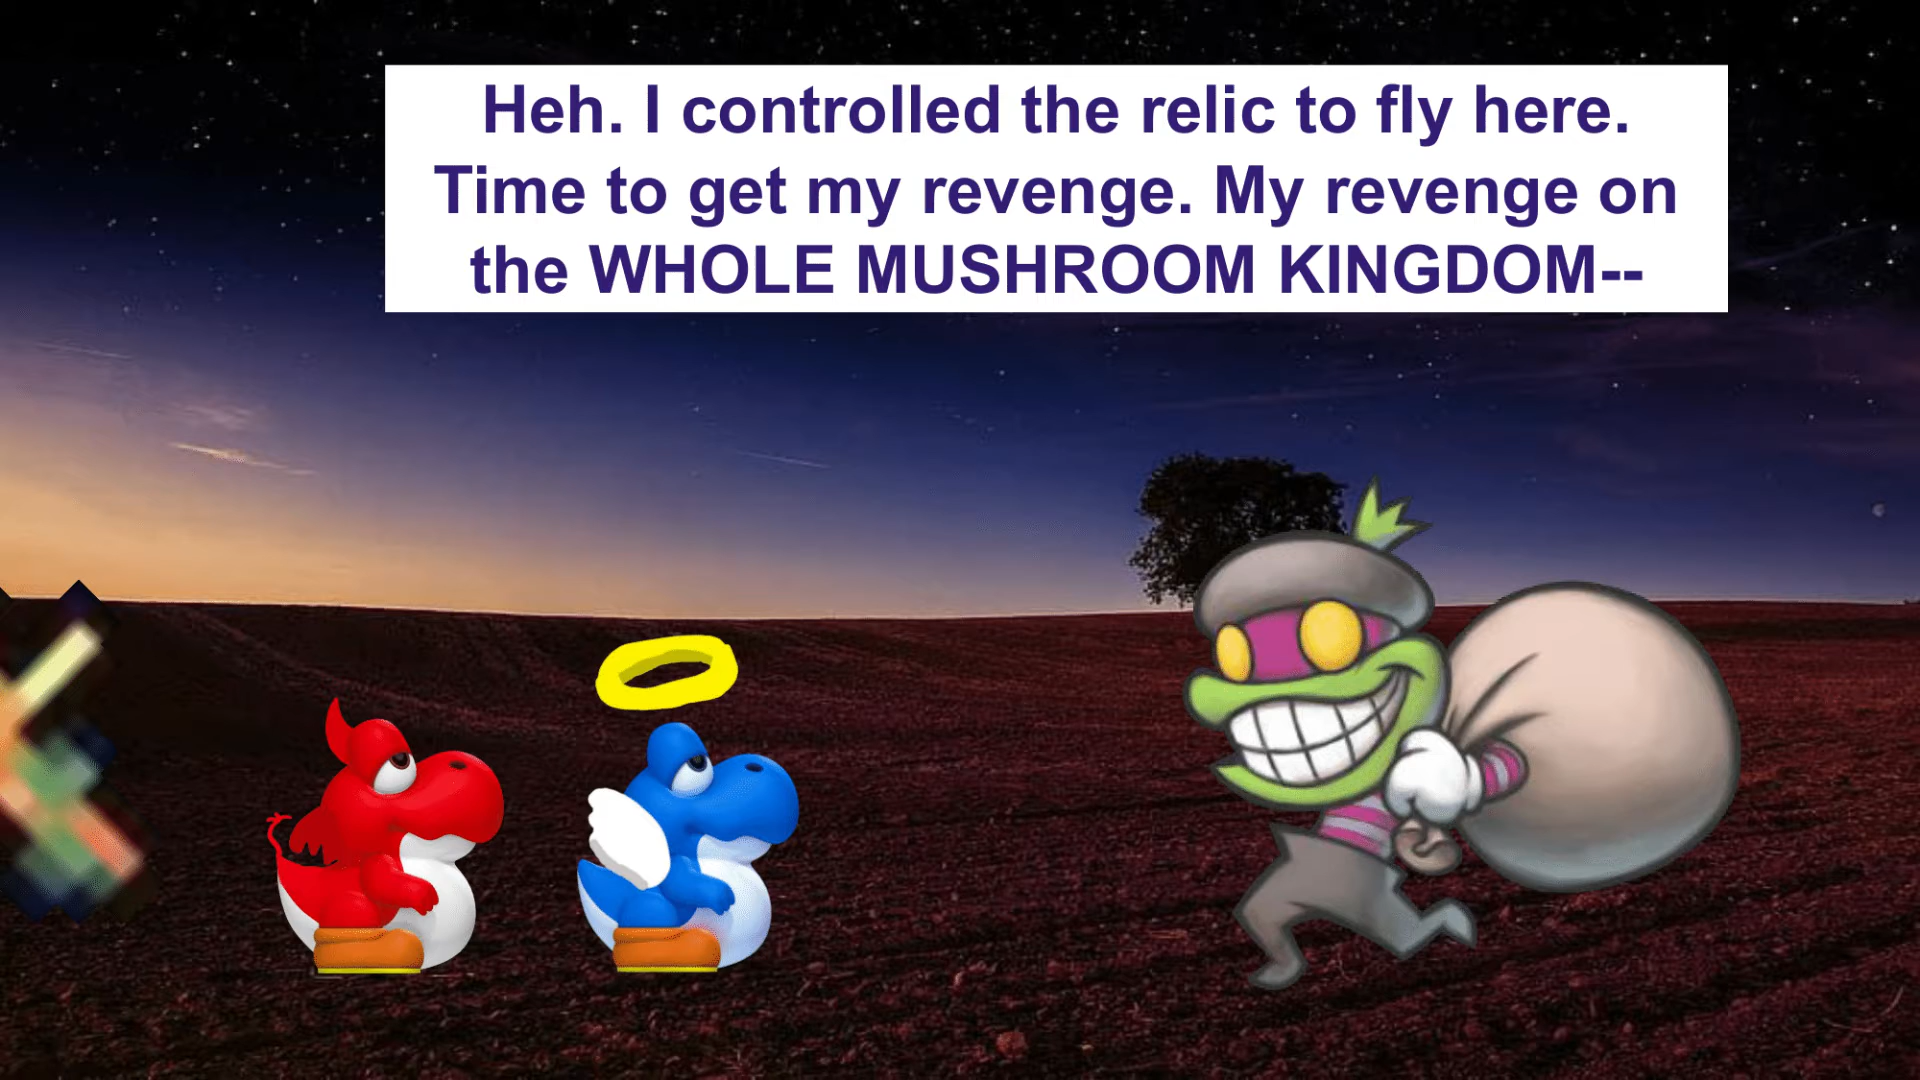 Heh. I controlled the relic to fly here.
Time to get my revenge. My revenge on
the WHOLE MUSHROOM KINGDOM--